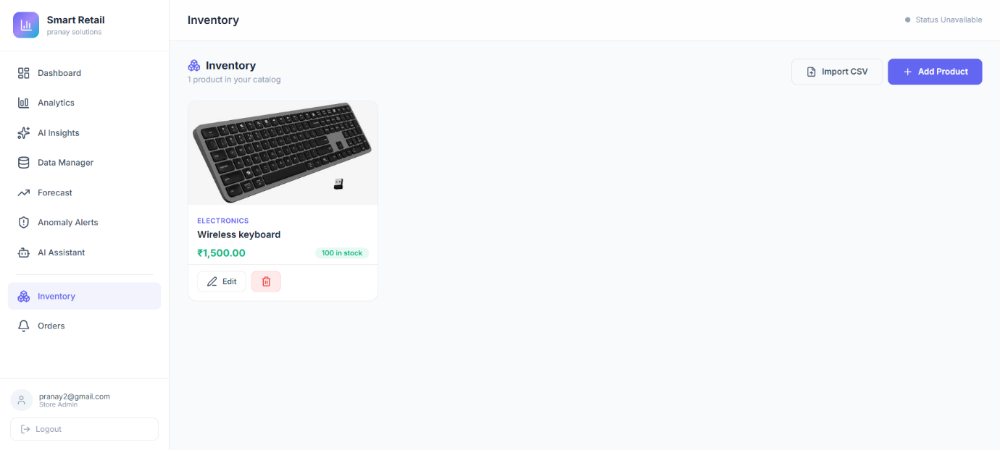 Smart Retail
pranay solutions
Dashboard
Analytics
AI Insights
Data Manager
Forecast
Anomaly Alerts
AI Assistant
Inventory
Orders
pranay2@gmail.com
Store Admin
Logout
Inventory
Status Unavailable
Inventory
1 product in your catalog
Import CSV
Add Product
ELECTRONICS
Wireless keyboard
₹1,500.00
100 in stock
Edit